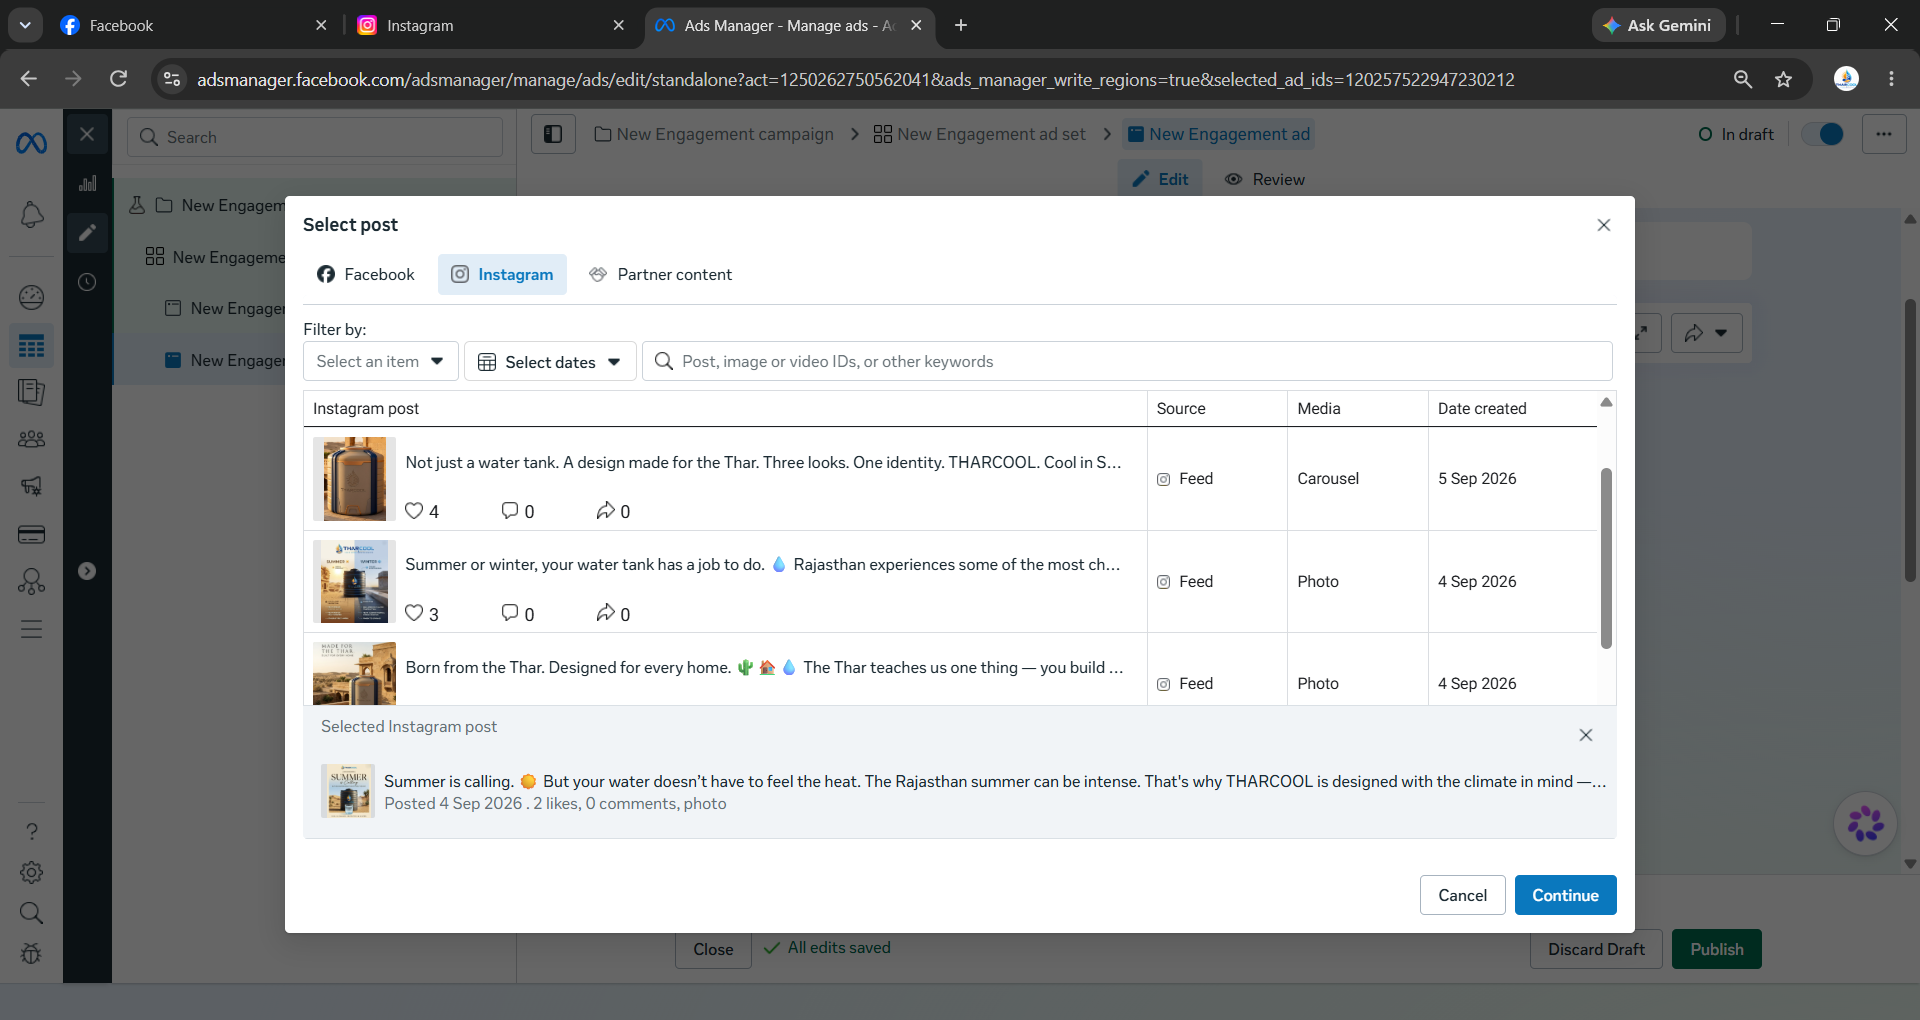 Facebook
Instagram
Ads Manager - Manage ads - A
Ask Gemini
adsmanager.facebook.com/adsmanager/manage/ads/edit/standalone?act=1250262750562041&ads_manager_write_regions=true&selected_ad_ids=120257522947230212
Search
New Engagement campaign
New Engagement ad set
New Engagement ad
In draft
Edit
Review
New Engagem
New Engageme
New Engager
New Engager
Select post
Facebook
Instagram
Partner content
Filter by:
Select an item
Select dates
Post, image or video IDs, or other keywords
Instagram post
Source
Media
Date created
Not just a water tank. A design made for the Thar. Three looks. One identity. THARCOOL. Cool in S...
4
0
0
Feed
Carousel
5 Sep 2026
THARCOOL
SUMMER
WINTER
Summer or winter, your water tank has a job to do. 💧 Rajasthan experiences some of the most ch...
3
0
0
Feed
Photo
4 Sep 2026
MADE FOR
THE THAR
Born from the Thar. Designed for every home. 🌵 🏠 💧 The Thar teaches us one thing — you build ...
Feed
Photo
4 Sep 2026
Selected Instagram post
SUMMER
Summer is calling. 🌞 But your water doesn't have to feel the heat. The Rajasthan summer can be intense. That's why THARCOOL is designed with the climate in mind —...
Posted 4 Sep 2026 . 2 likes, 0 comments, photo
Cancel
Continue
Close
All edits saved
Discard Draft
Publish